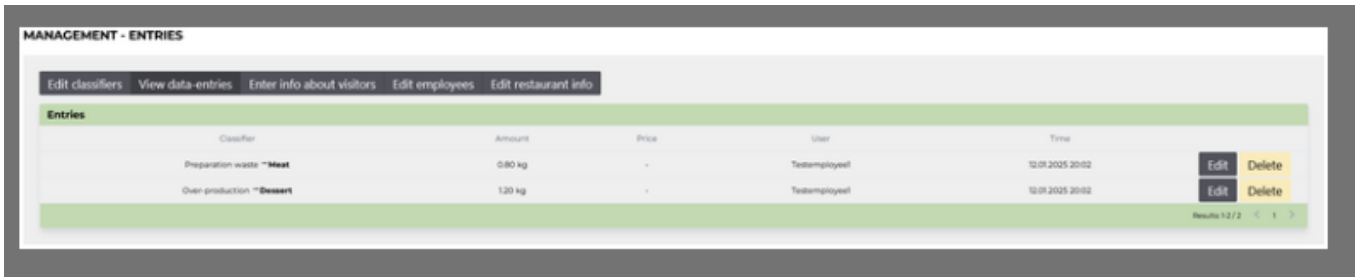 MANAGEMENT - ENTRIES
Edit classifiers View data-entries Enter info about visitors Edit employees Edit restaurant info
Entries
Classifier Amount Price User Time
Preparation waste **Meat 0.80 kg - Testemployee1 12.01.2025 20:02 Edit Delete
Over-production **Dessert 1.20 kg - Testemployee1 12.01.2025 20:02 Edit Delete
Results 1-2 / 2 < 1 >